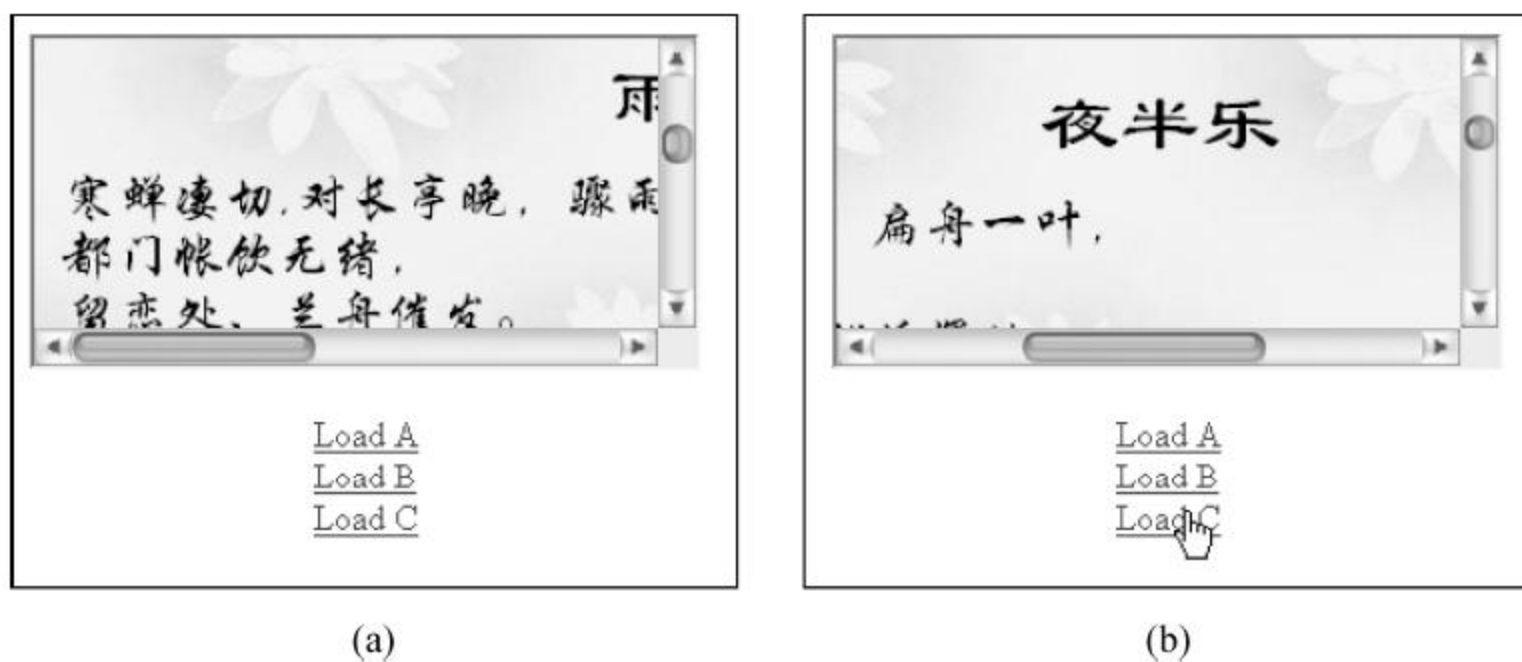 雨
寒蝉凄切.对长亭晚，骤雨
都门帐饮无绪，
留恋处、兰舟催发。
Load A
Load B
Load C
(a)
夜半乐
扁舟一叶，
Load A
Load B
Load C
(b)